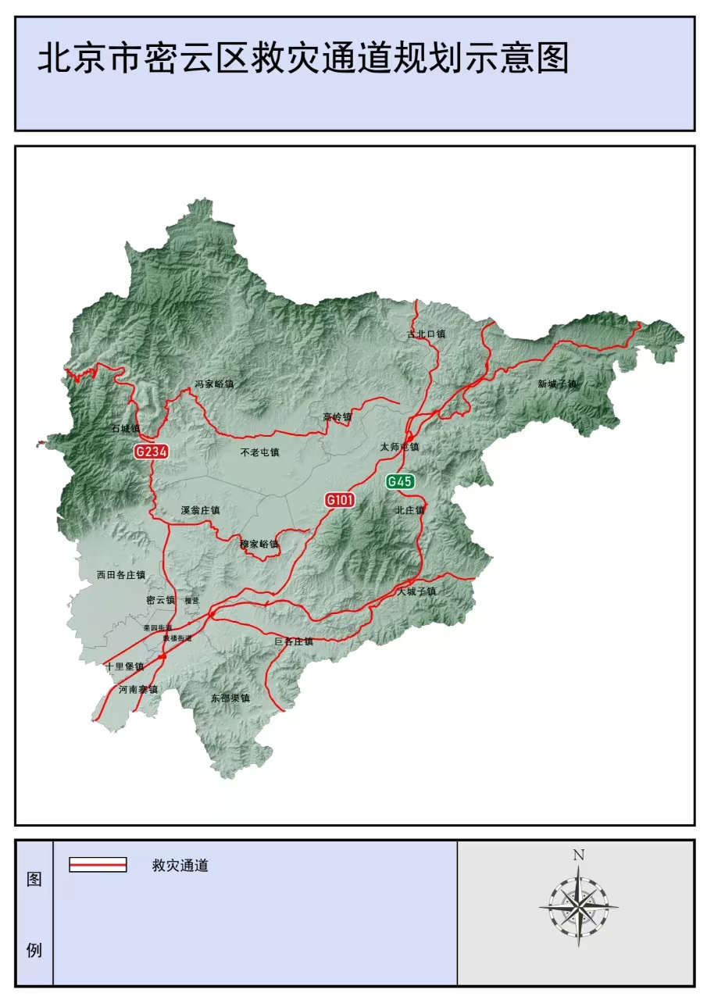 北京市密云区救灾通道规划示意图
古北口镇
冯家峪镇
新城子镇
高岭镇
石城镇
太师屯镇
不老屯镇
G234
G45
G101
溪翁庄镇
北庄镇
穆家峪镇
西田各庄镇
大城子镇
密云镇
檀营
果园街道
鼓楼街道
巨各庄镇
十里堡镇
河南寨镇
东邵渠镇
图例
救灾通道
N